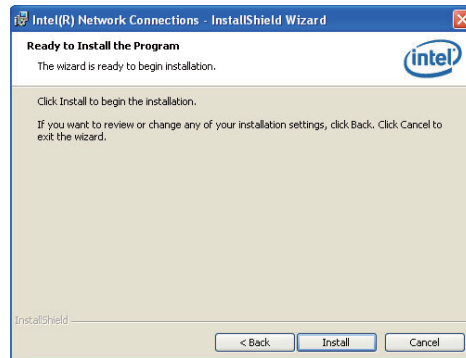 Intel(R) Network Connections - InstallShield Wizard
Ready to Install the Program
The wizard is ready to begin installation.
intel
Click Install to begin the installation.
If you want to review or change any of your installation settings, click Back. Click Cancel to
exit the wizard.
InstallShield
< Back
Install
Cancel